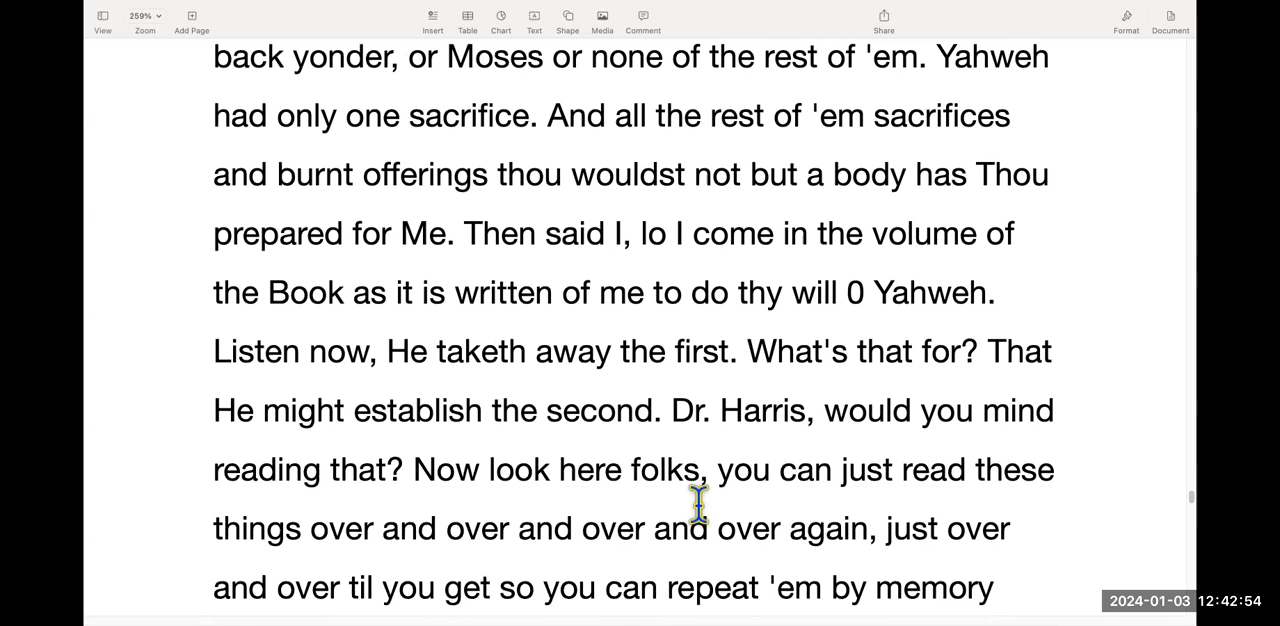 259%
View
Zoom
Add Page
Insert
Table
Chart
Text
Shape
Media
Comment
Share
Format
Document
back yonder, or Moses or none of the rest of 'em. Yahweh
had only one sacrifice. And all the rest of 'em sacrifices
and burnt offerings thou wouldst not but a body has Thou
prepared for Me. Then said I, lo I come in the volume of
the Book as it is written of me to do thy will 0 Yahweh.
Listen now, He taketh away the first. What's that for? That
He might establish the second. Dr. Harris, would you mind
reading that? Now look here folks, you can just read these
things over and over and over and over again, just over
and over til you get so you can repeat 'em by memory
2024-01-03 12:42:54